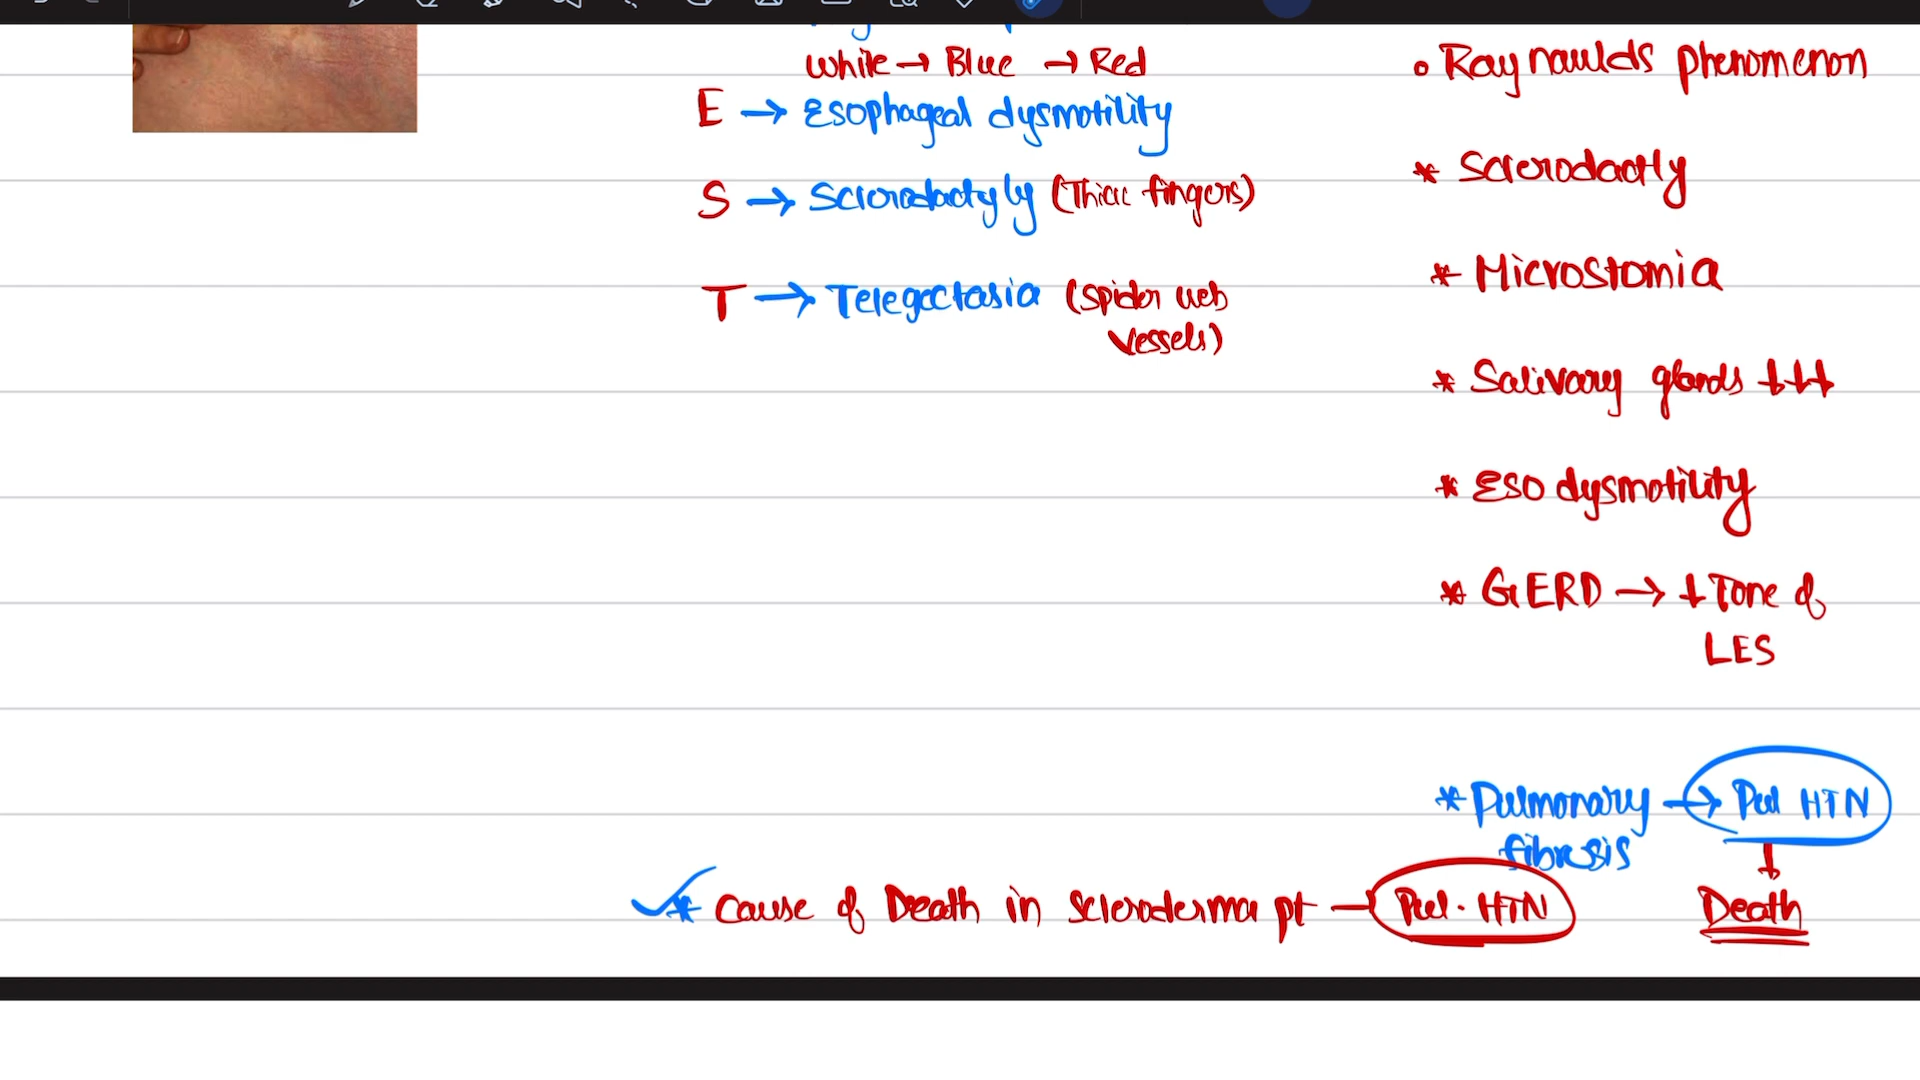 White → Blue → Red
E → Esophageal dysmotility
S → Sclorodactyly (Thick fingers)
T → Telegectasia (spider web
vessels)
Raynaulds phenomenon
* Sclerodactly
* Microstomia
* Salivary glands ↓↓↓
* Eso dysmotility
* GERD → ↓ Tone of
LES
* Pulmonary → Pul HTN
fibrosis ↓
Death
* Cause of Death in Scleroderma pt — Pul. HTN